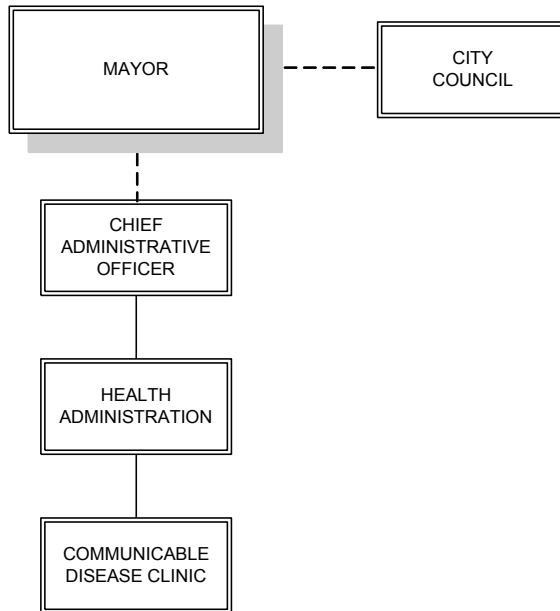 MAYOR
CITY
COUNCIL
CHIEF
ADMINISTRATIVE
OFFICER
HEALTH
ADMINISTRATION
COMMUNICABLE
DISEASE CLINIC